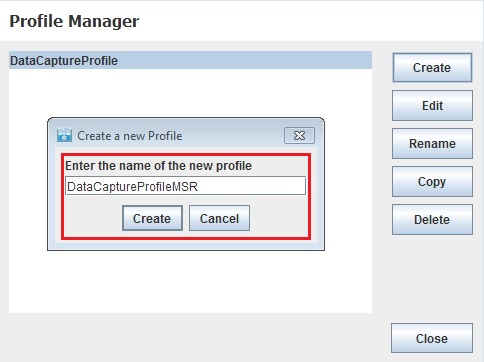 Profile Manager
DataCaptureProfile
Create
Edit
Rename
Copy
Delete
Create a new Profile
Enter the name of the new profile
DataCaptureProfileMSR
Create Cancel
Close